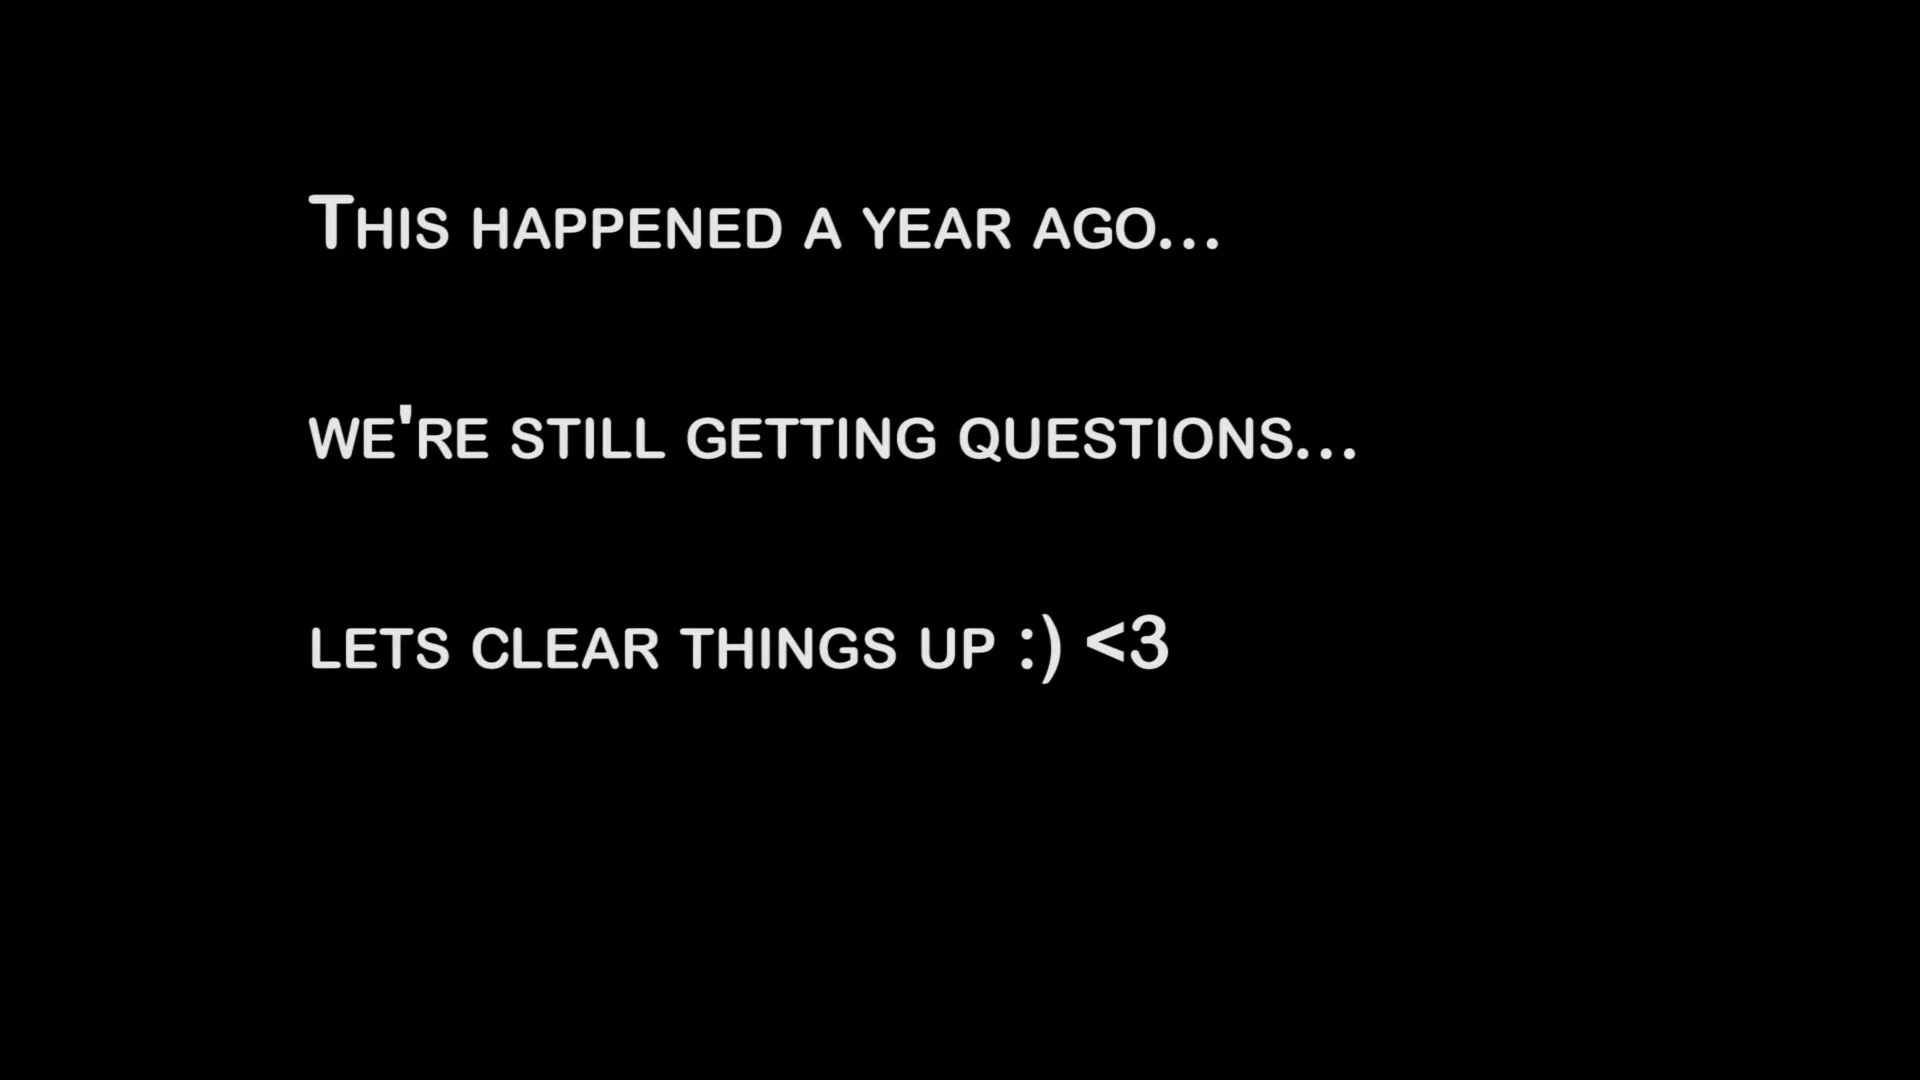 This happened a year ago...
we're still getting questions...
lets clear things up :) <3